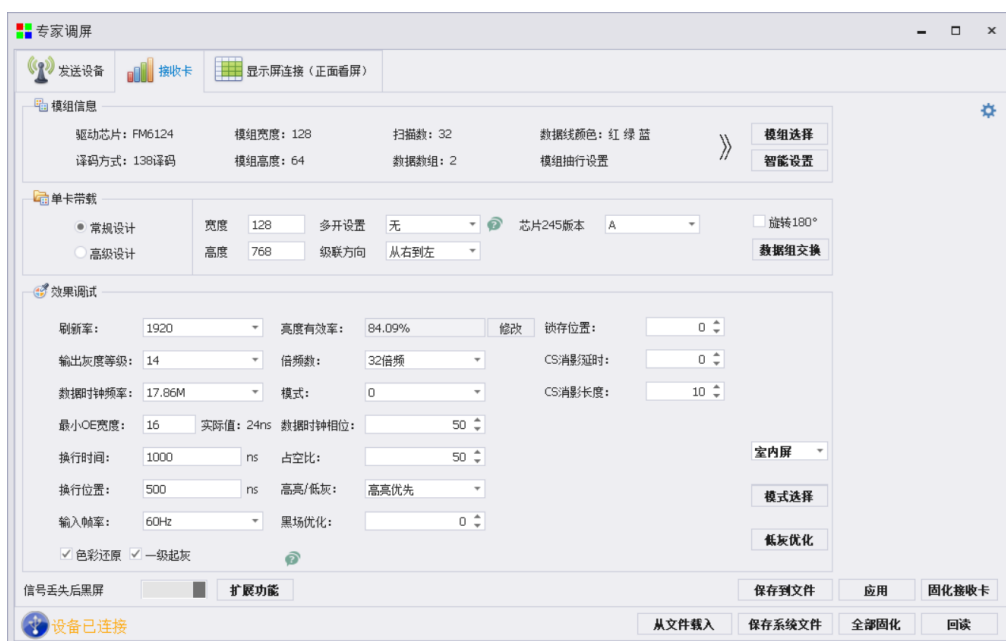 专家调屏
发送设备 接收卡 显示屏连接（正面看屏）
模组信息
驱动芯片: FM6124 模组宽度: 128 扫描数: 32 数据线颜色: 红 绿 蓝 模组选择
译码方式: 138译码 模组高度: 64 数据数组: 2 模组抽行设置 智能设置
单卡带载
常规设计 宽度 128 多开设置 无 芯片245版本 A 旋转180°
高级设计 高度 768 级联方向 从右到左 数据组交换
效果调试
刷新率: 1920 亮度有效率: 84.09% 修改 锁存位置: 0
输出灰度等级: 14 倍频数: 32倍频 CS消影延时: 0
数据时钟频率: 17.86M 模式: 0 CS消影长度: 10
最小OE宽度: 16 实际值: 24ns 数据时钟相位: 50
换行时间: 1000 ns 占空比: 50 室内屏
换行位置: 500 ns 高亮/低灰: 高亮优先 模式选择
输入帧率: 60Hz 黑场优化: 0 低灰优化
色彩还原 一级起灰
信号丢失后黑屏 扩展功能 保存到文件 应用 固化接收卡
设备已连接 从文件载入 保存系统文件 全部固化 回读